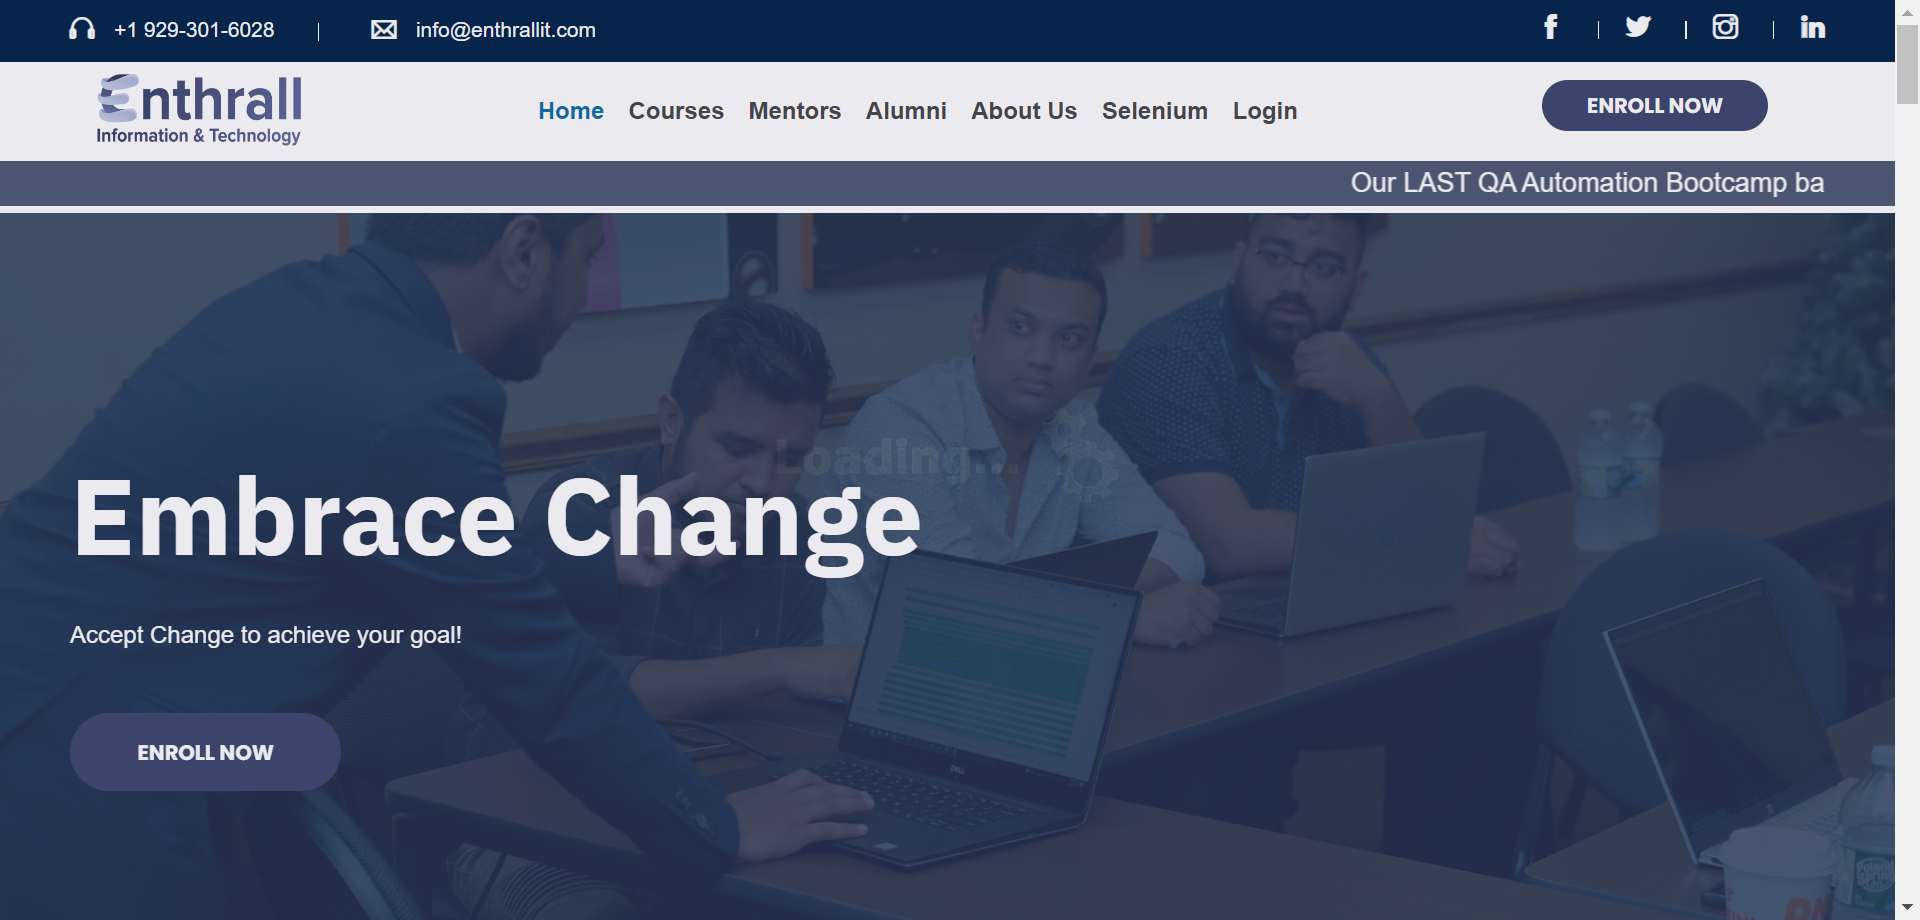 +1 929-301-6028
info@enthrallit.com
Enthrall
Information & Technology
Home Courses Mentors Alumni About Us Selenium Login
ENROLL NOW
Our LAST QA Automation Bootcamp ba
Loading...
Embrace Change
Accept Change to achieve your goal!
ENROLL NOW
DELL